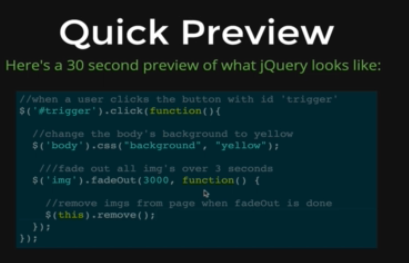 Quick Preview
Here's a 30 second preview of what jQuery looks like:
//when a user clicks the button with id 'trigger'
$('#trigger').click(function(){
//change the body's background to yellow
$('body').css("background", "yellow");
///fade out all img's over 3 seconds
$('img').fadeOut(3000, function() {
//remove imgs from page when fadeOut is done
$(this).remove();
});
});